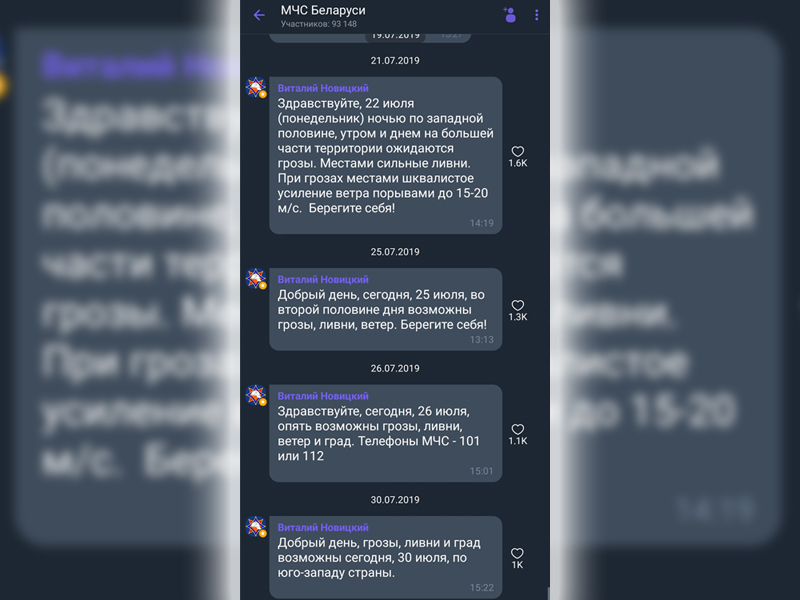 МЧС Беларуси
Участников: 93 148
19.07.2019
21.07.2019
Виталий Новицкий
Здравствуйте, 22 июля
(понедельник) ночью по западной
половине, утром и днем на большей
части территории ожидаются
грозы. Местами сильные ливни.
При грозах местами шквалистое
усиление ветра порывами до 15-20
м/с.  Берегите себя!
14:19
1.6K
25.07.2019
Виталий Новицкий
Добрый день, сегодня, 25 июля, во
второй половине дня возможны
грозы, ливни, ветер. Берегите себя!
13:13
1.3K
26.07.2019
Виталий Новицкий
Здравствуйте, сегодня, 26 июля,
опять возможны грозы, ливни,
ветер и град. Телефоны МЧС - 101
или 112
15:01
1.1K
30.07.2019
Виталий Новицкий
Добрый день, грозы, ливни и град
возможны сегодня, 30 июля, по
юго-западу страны.
15:22
1K